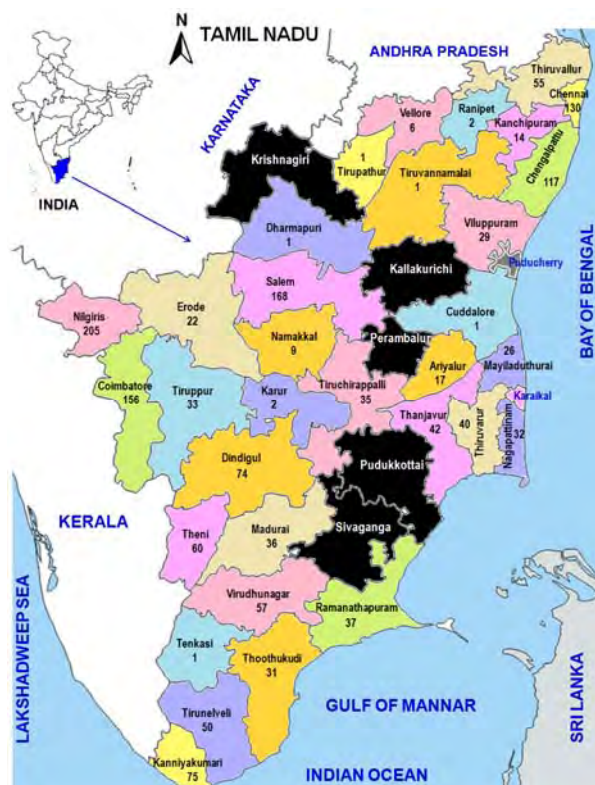 N
TAMIL NADU
ANDHRA PRADESH
KARNATAKA
INDIA
Thiruvallur
55
Chennai
130
Vellore
6
Ranipet
2
Kanchipuram
14
Chengalpattu
117
Krishnagiri
1
Tirupathur
Tiruvannamalai
1
Dharmapuri
1
Viluppuram
29
Puducherry
Kallakurichi
Salem
168
Erode
22
Nilgiris
205
Cuddalore
1
BAY OF BENGAL
Namakkal
9
Perambalur
Ariyalur
17
26
Mayiladuthurai
Coimbatore
156
Tiruppur
33
Karur
2
Tiruchirappalli
35
Karaikal
Thanjavur
42
40
Thiruvarur
Nagapattinam
32
Dindigul
74
Pudukkottai
KERALA
Theni
60
Madurai
36
Sivaganga
Virudhunagar
57
Ramanathapuram
37
LAKSHADWEEP SEA
Tenkasi
1
Thoothukudi
31
Tirunelveli
50
GULF OF MANNAR
SRI LANKA
Kanniyakumari
75
INDIAN OCEAN